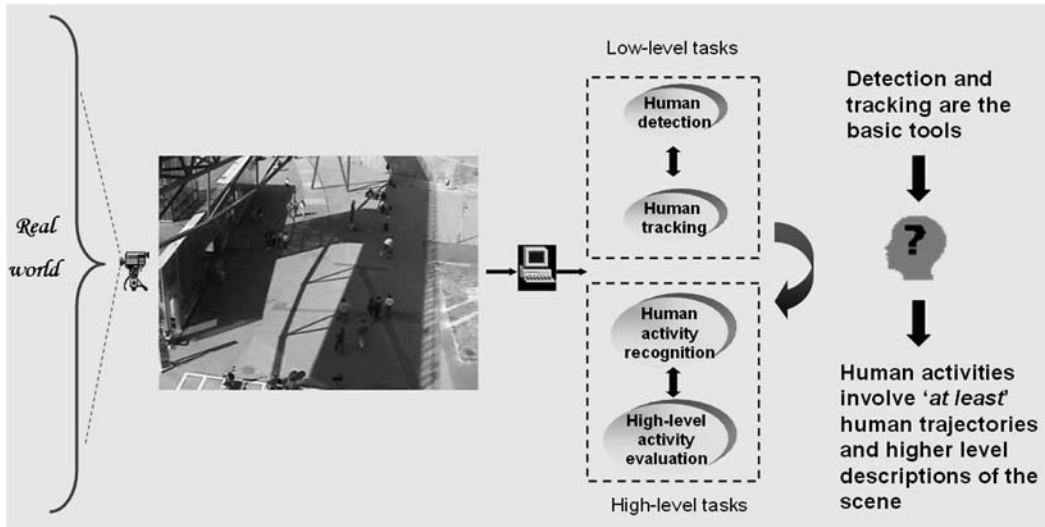 Real
world
Low-level tasks
Human
detection
Human
tracking
Human
activity
recognition
High-level
activity
evaluation
High-level tasks
Detection and
tracking are the
basic tools
?
Human activities
involve ‘at least’
human trajectories
and higher level
descriptions of the
scene